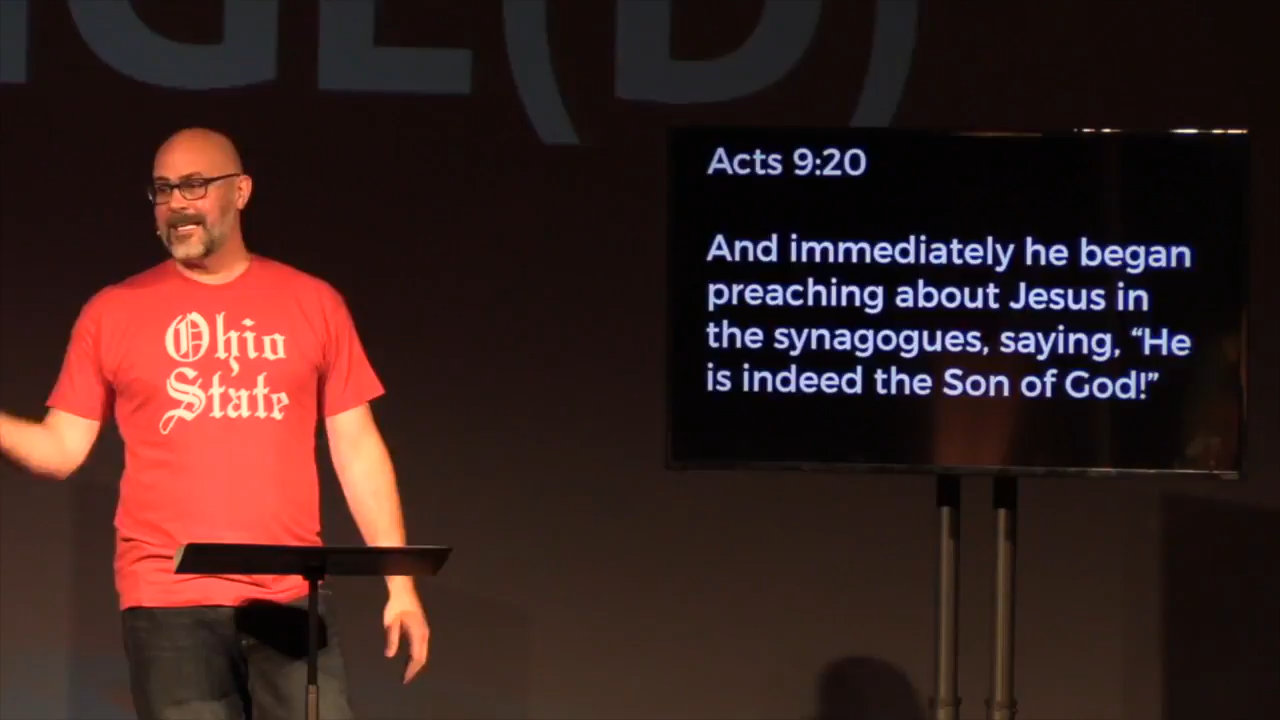 GE(D)
Acts 9:20
And immediately he began
preaching about Jesus in
the synagogues, saying, “He
is indeed the Son of God!”
Ohio
State